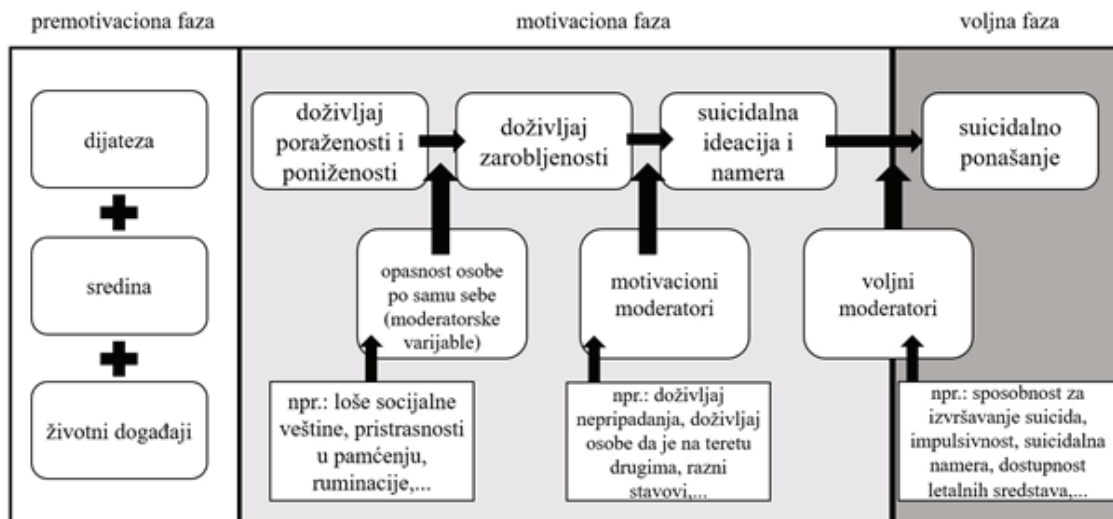 premotivaciona faza
motivaciona faza
voljna faza
dijateza
sredina
životni događaji
doživljaj
poraženosti i
poniženosti
doživljaj
zarobljenosti
suicidalna
ideacija i
namera
suicidalno
ponašanje
opasnost osobe
po samu sebe
(moderatorske
varijable)
motivacioni
moderatori
voljni
moderatori
npr.: loše socijalne
veštine, pristrasnosti
u pamćenju,
ruminacije,...
npr.: doživljaj
nepripadanja, doživljaj
osobe da je na teretu
drugima, razni
stavovi,...
npr.: sposobnost za
izvršavanje suicida,
impulsivnost, suicidalna
namera, dostupnost
letalnih sredstava,...